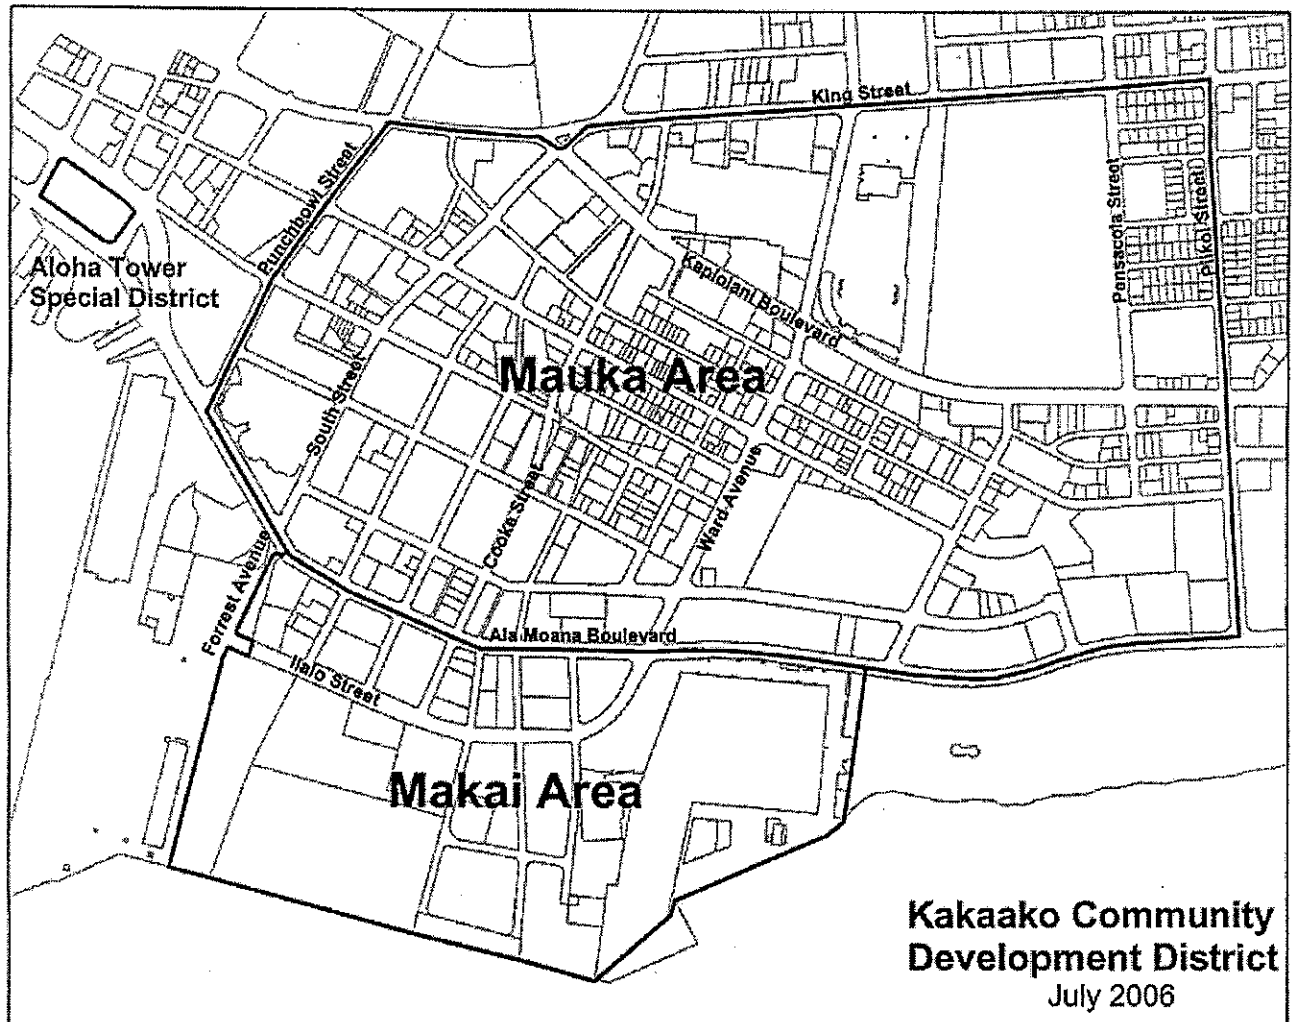 King Street
Punchbowl Street
Pensacola Street
Piikoi Street
Aloha Tower
Special District
Kapiolani Boulevard
Mauka Area
South Street
Cooke Street
Ward Avenue
Forrest Avenue
Ala Moana Boulevard
Ilalo Street
Makai Area
Kakaako Community
Development District
July 2006